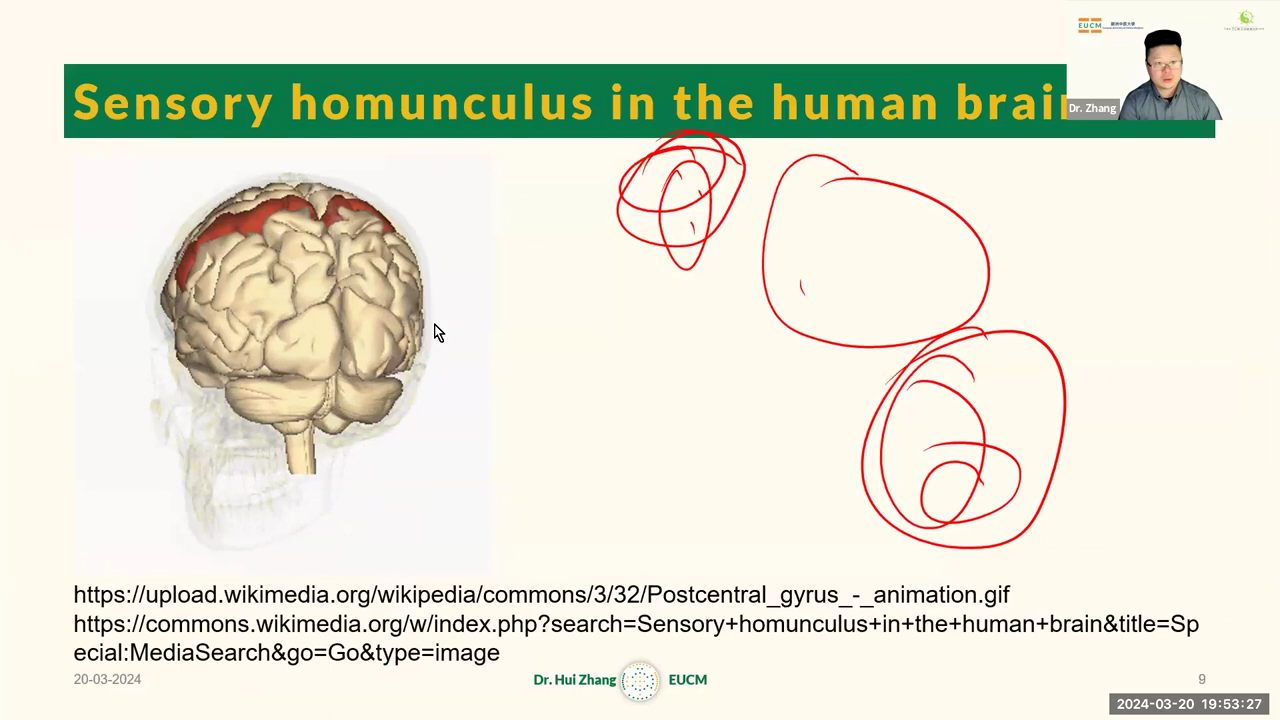 EUCM
Sensory homunculus in the human brain
Dr. Zhang
https://upload.wikimedia.org/wikipedia/commons/3/32/Postcentral_gyrus_-_animation.gif
https://commons.wikimedia.org/w/index.php?search=Sensory+homunculus+in+the+human+brain&title=Sp
ecial:MediaSearch&go=Go&type=image
20-03-2024
Dr. Hui Zhang EUCM
9
2024-03-20 19:53:27